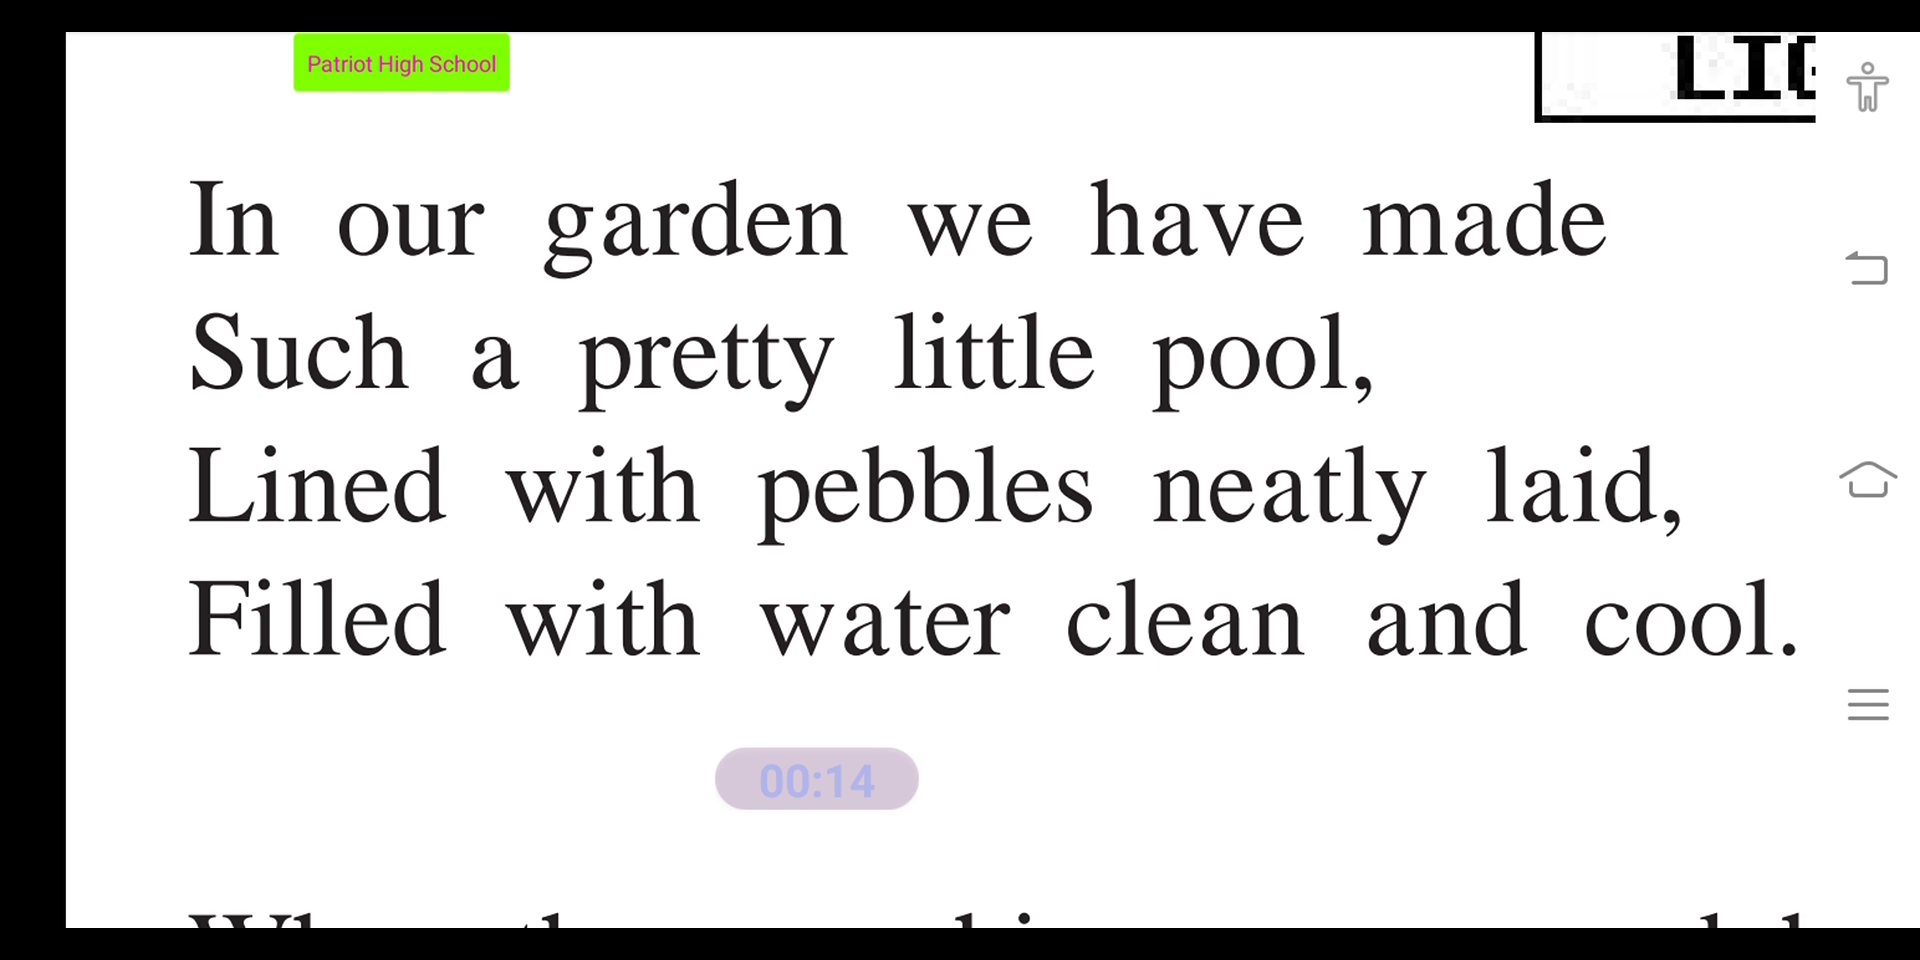 Patriot High School
In our garden we have made
Such a pretty little pool,
Lined with pebbles neatly laid,
Filled with water clean and cool.
00:14